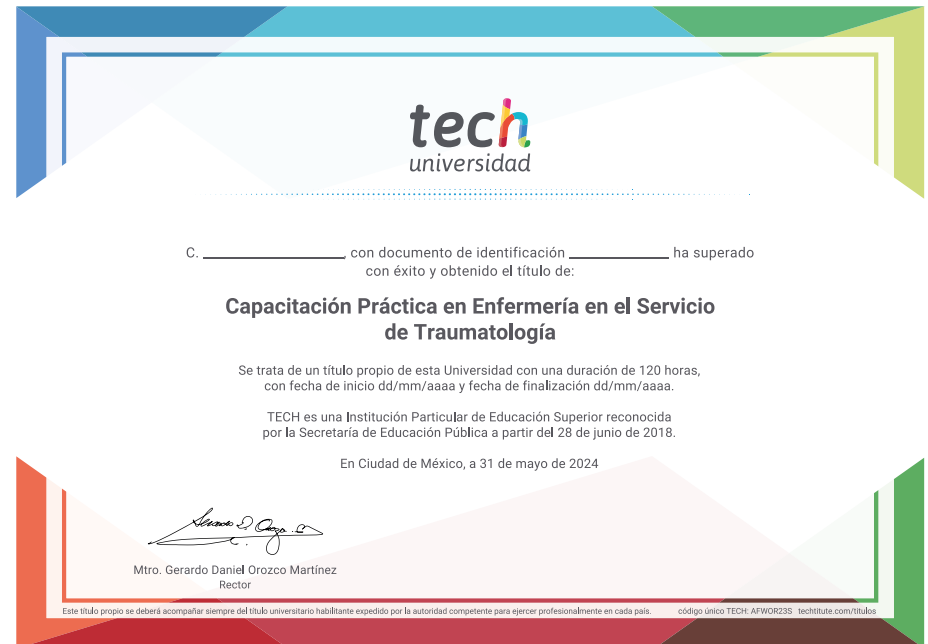 tech
universidad
C. ____________, con documento de identificación ____________ ha superado
con éxito y obtenido el título de:
Capacitación Práctica en Enfermería en el Servicio
de Traumatología
Se trata de un título propio de esta Universidad con una duración de 120 horas,
con fecha de inicio dd/mm/aaaa y fecha de finalización dd/mm/aaaa.
TECH es una Institución Particular de Educación Superior reconocida
por la Secretaría de Educación Pública a partir del 28 de junio de 2018.
En Ciudad de México, a 31 de mayo de 2024
Mtro. Gerardo Daniel Orozco Martínez
Rector
Este título propio se deberá acompañar siempre del título universitario habilitante expedido por la autoridad competente para ejercer profesionalmente en cada país. código único TECH: AFWOR23S techtitute.com/titulos